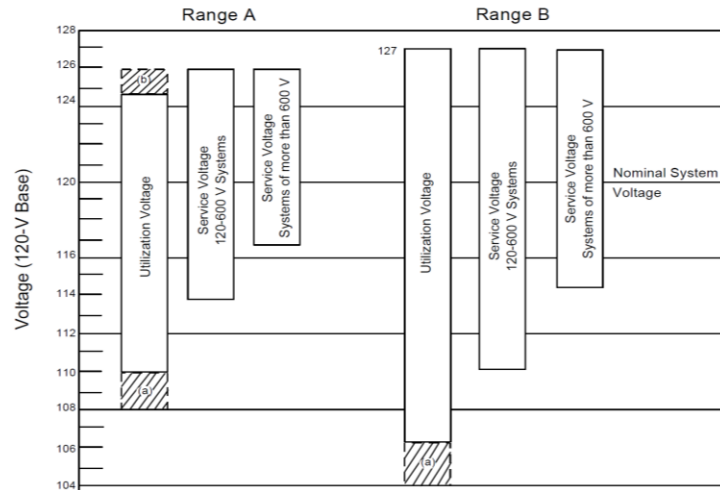 Range A
Range B
Voltage (120-V Base)
128
126
124
120
116
114
112
110
108
106
104
(b)
Utilization Voltage
(a)
Service Voltage
120-600 V Systems
Service Voltage
Systems of more than 600 V
127
Utilization Voltage
(a)
Service Voltage
120-600 V Systems
Service Voltage
Systems of more than 600 V
Nominal System
Voltage